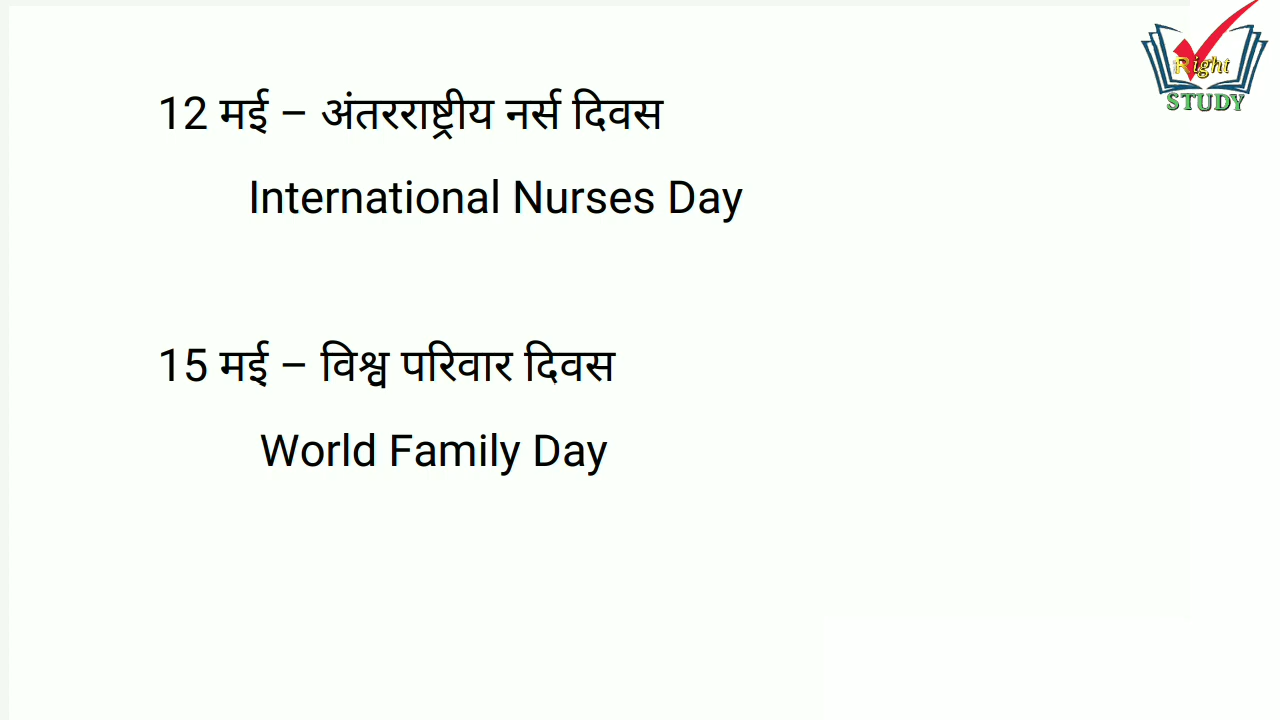 Right
STUDY
12 मई – अंतरराष्ट्रीय नर्स दिवस
International Nurses Day
15 मई – विश्व परिवार दिवस
World Family Day